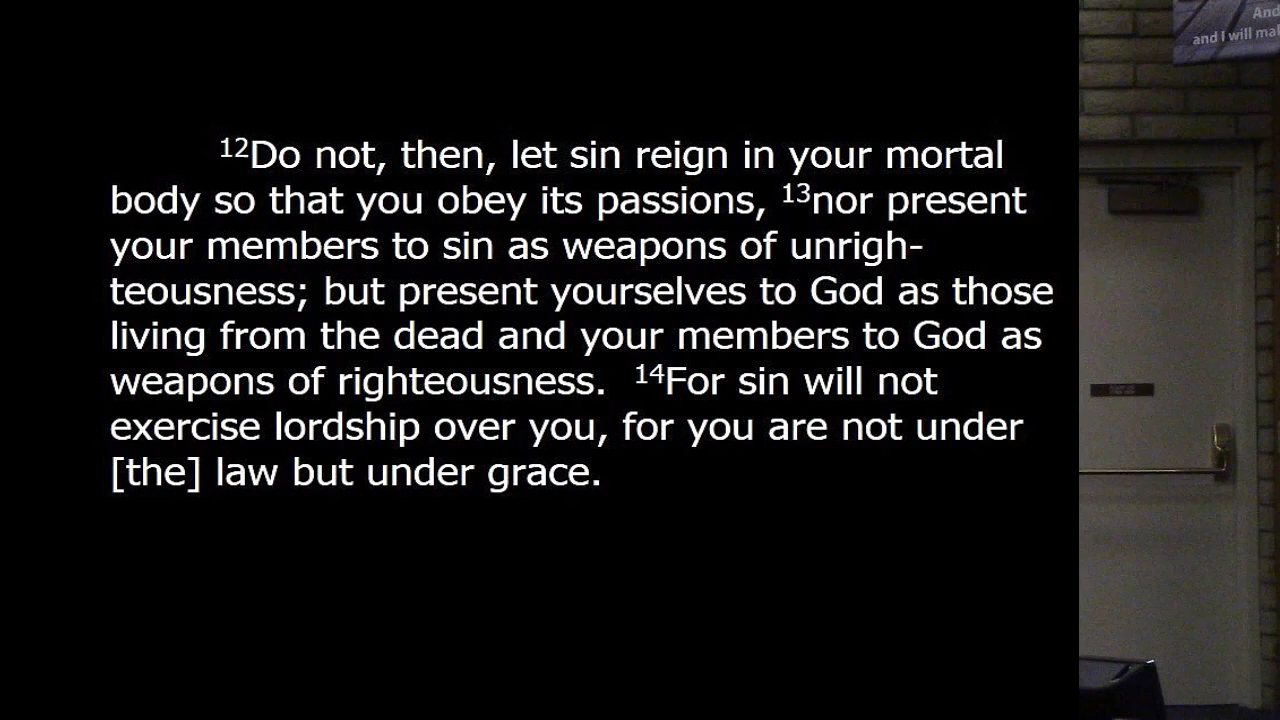 ¹²Do not, then, let sin reign in your mortal
body so that you obey its passions, ¹³nor present
your members to sin as weapons of unrigh-
teousness; but present yourselves to God as those
living from the dead and your members to God as
weapons of righteousness. ¹⁴For sin will not
exercise lordship over you, for you are not under
[the] law but under grace.
And
and I will mak